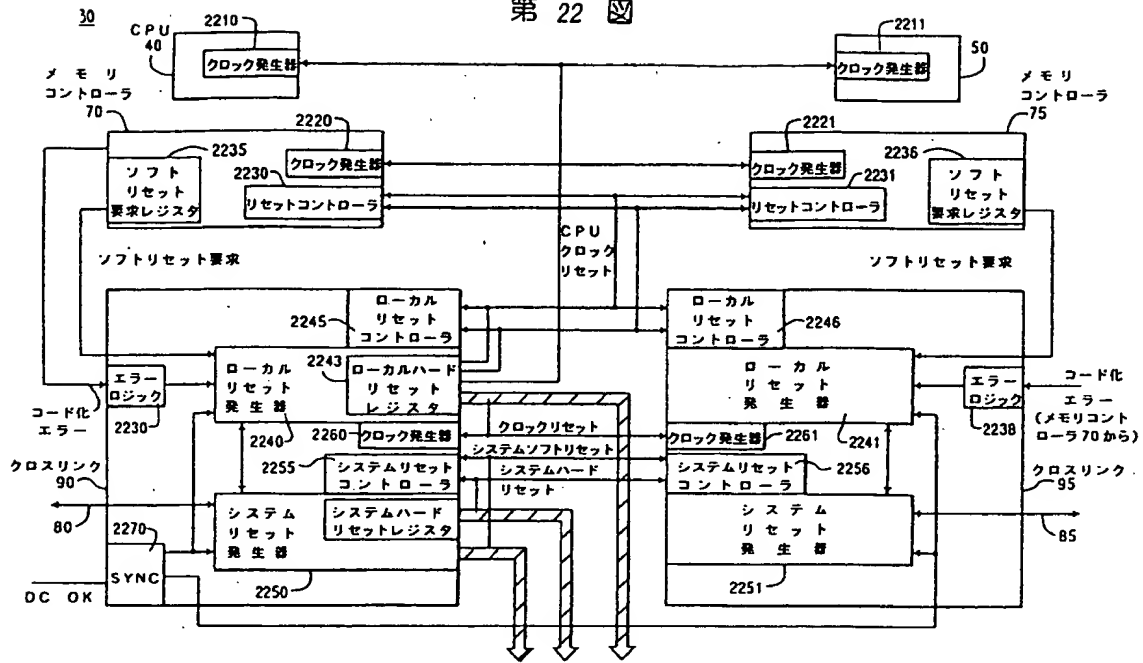 第 22 図
30
CPU
40
2210
クロック発生器
2211
クロック発生器
50
メモリ
コントローラ
70
2235
ソフト
リセット
要求レジスタ
2220
クロック発生器
2230
リセットコントローラ
2221
クロック発生器
2231
リセットコントローラ
2236
ソフト
リセット
要求レジスタ
メモリ
コントローラ
75
CPU
クロック
リセット
ソフトリセット要求
ソフトリセット要求
2245
ローカル
リセット
コントローラ
ローカル
リセット
コントローラ
2246
2243
ローカルハード
リセット
レジスタ
ローカル
リセット
発生器
2240
エラー
ロジック
2230
コード化
エラー
ローカル
リセット
発生器
2241
エラー
ロジック
2238
コード化
エラー
(メモリコント
ローラ70から)
2260
クロック発生器
クロックリセット
クロック発生器
2261
システムソフトリセット
2255
システムリセット
コントローラ
システムハード
リセット
システムリセット
コントローラ
2256
クロスリンク
90
クロスリンク
95
80
システム
リセット
発生器
システムハード
リセットレジスタ
2250
システム
リセット
発生器
2251
85
2270
SYNC
DC OK